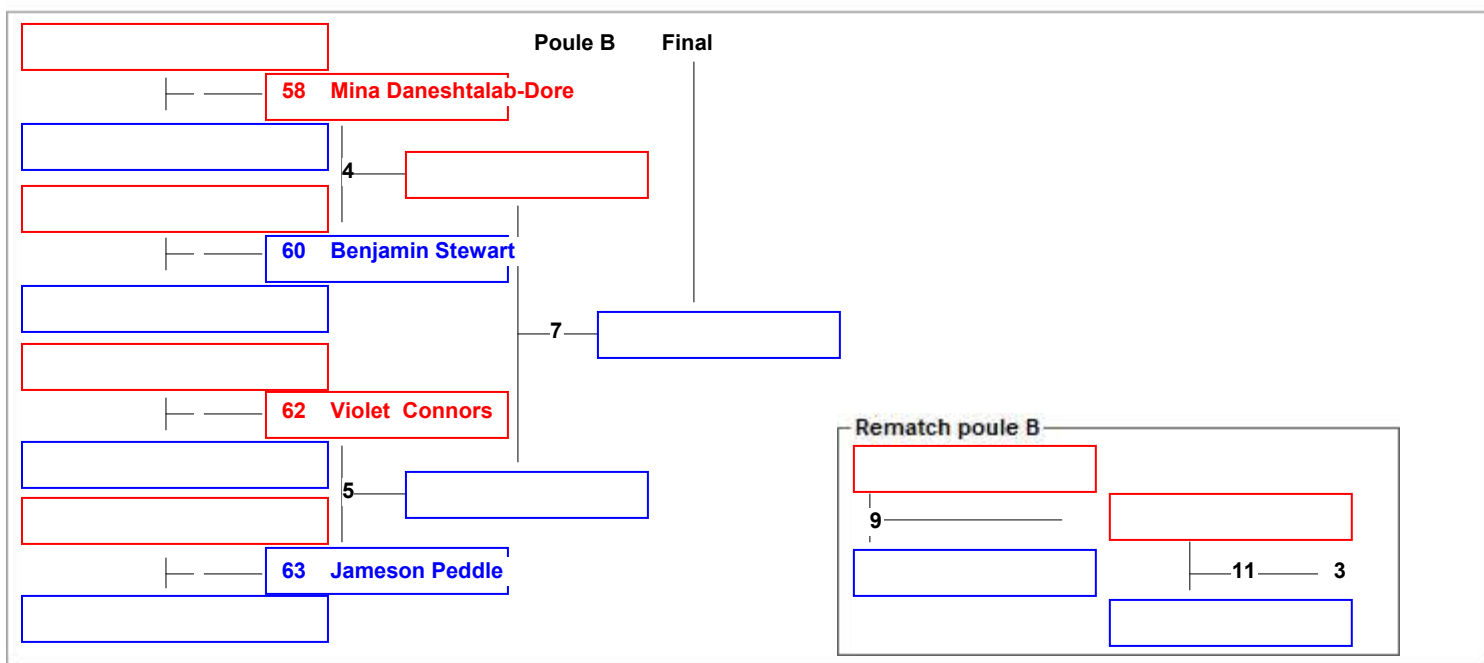 Poule B Final
58 Mina Daneshtalab-Dore
4
60 Benjamin Stewart
7
62 Violet Connors
5
63 Jameson Peddle
Rematch poule B
9
11 3